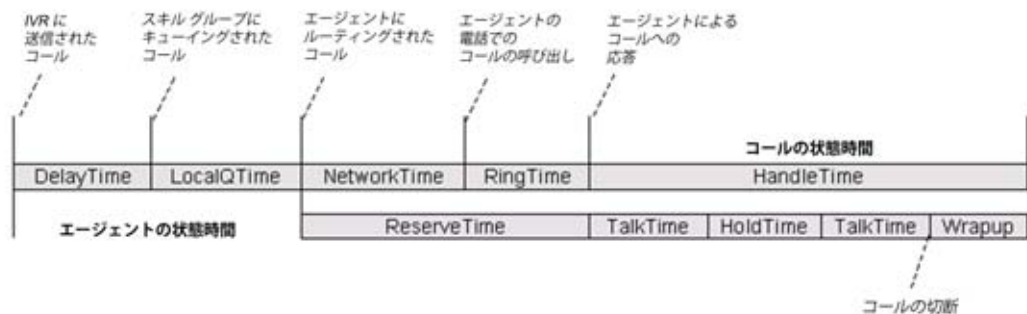 IVR に
送信された
コール
スキル グループに
キューイングされた
コール
エージェントに
ルーティングされた
コール
エージェントの
電話での
コールの呼び出し
エージェントによる
コールへの
応答
コールの状態時間
DelayTime
LocalQTime
NetworkTime
RingTime
HandleTime
エージェントの状態時間
ReserveTime
TalkTime
HoldTime
TalkTime
Wrapup
コールの切断